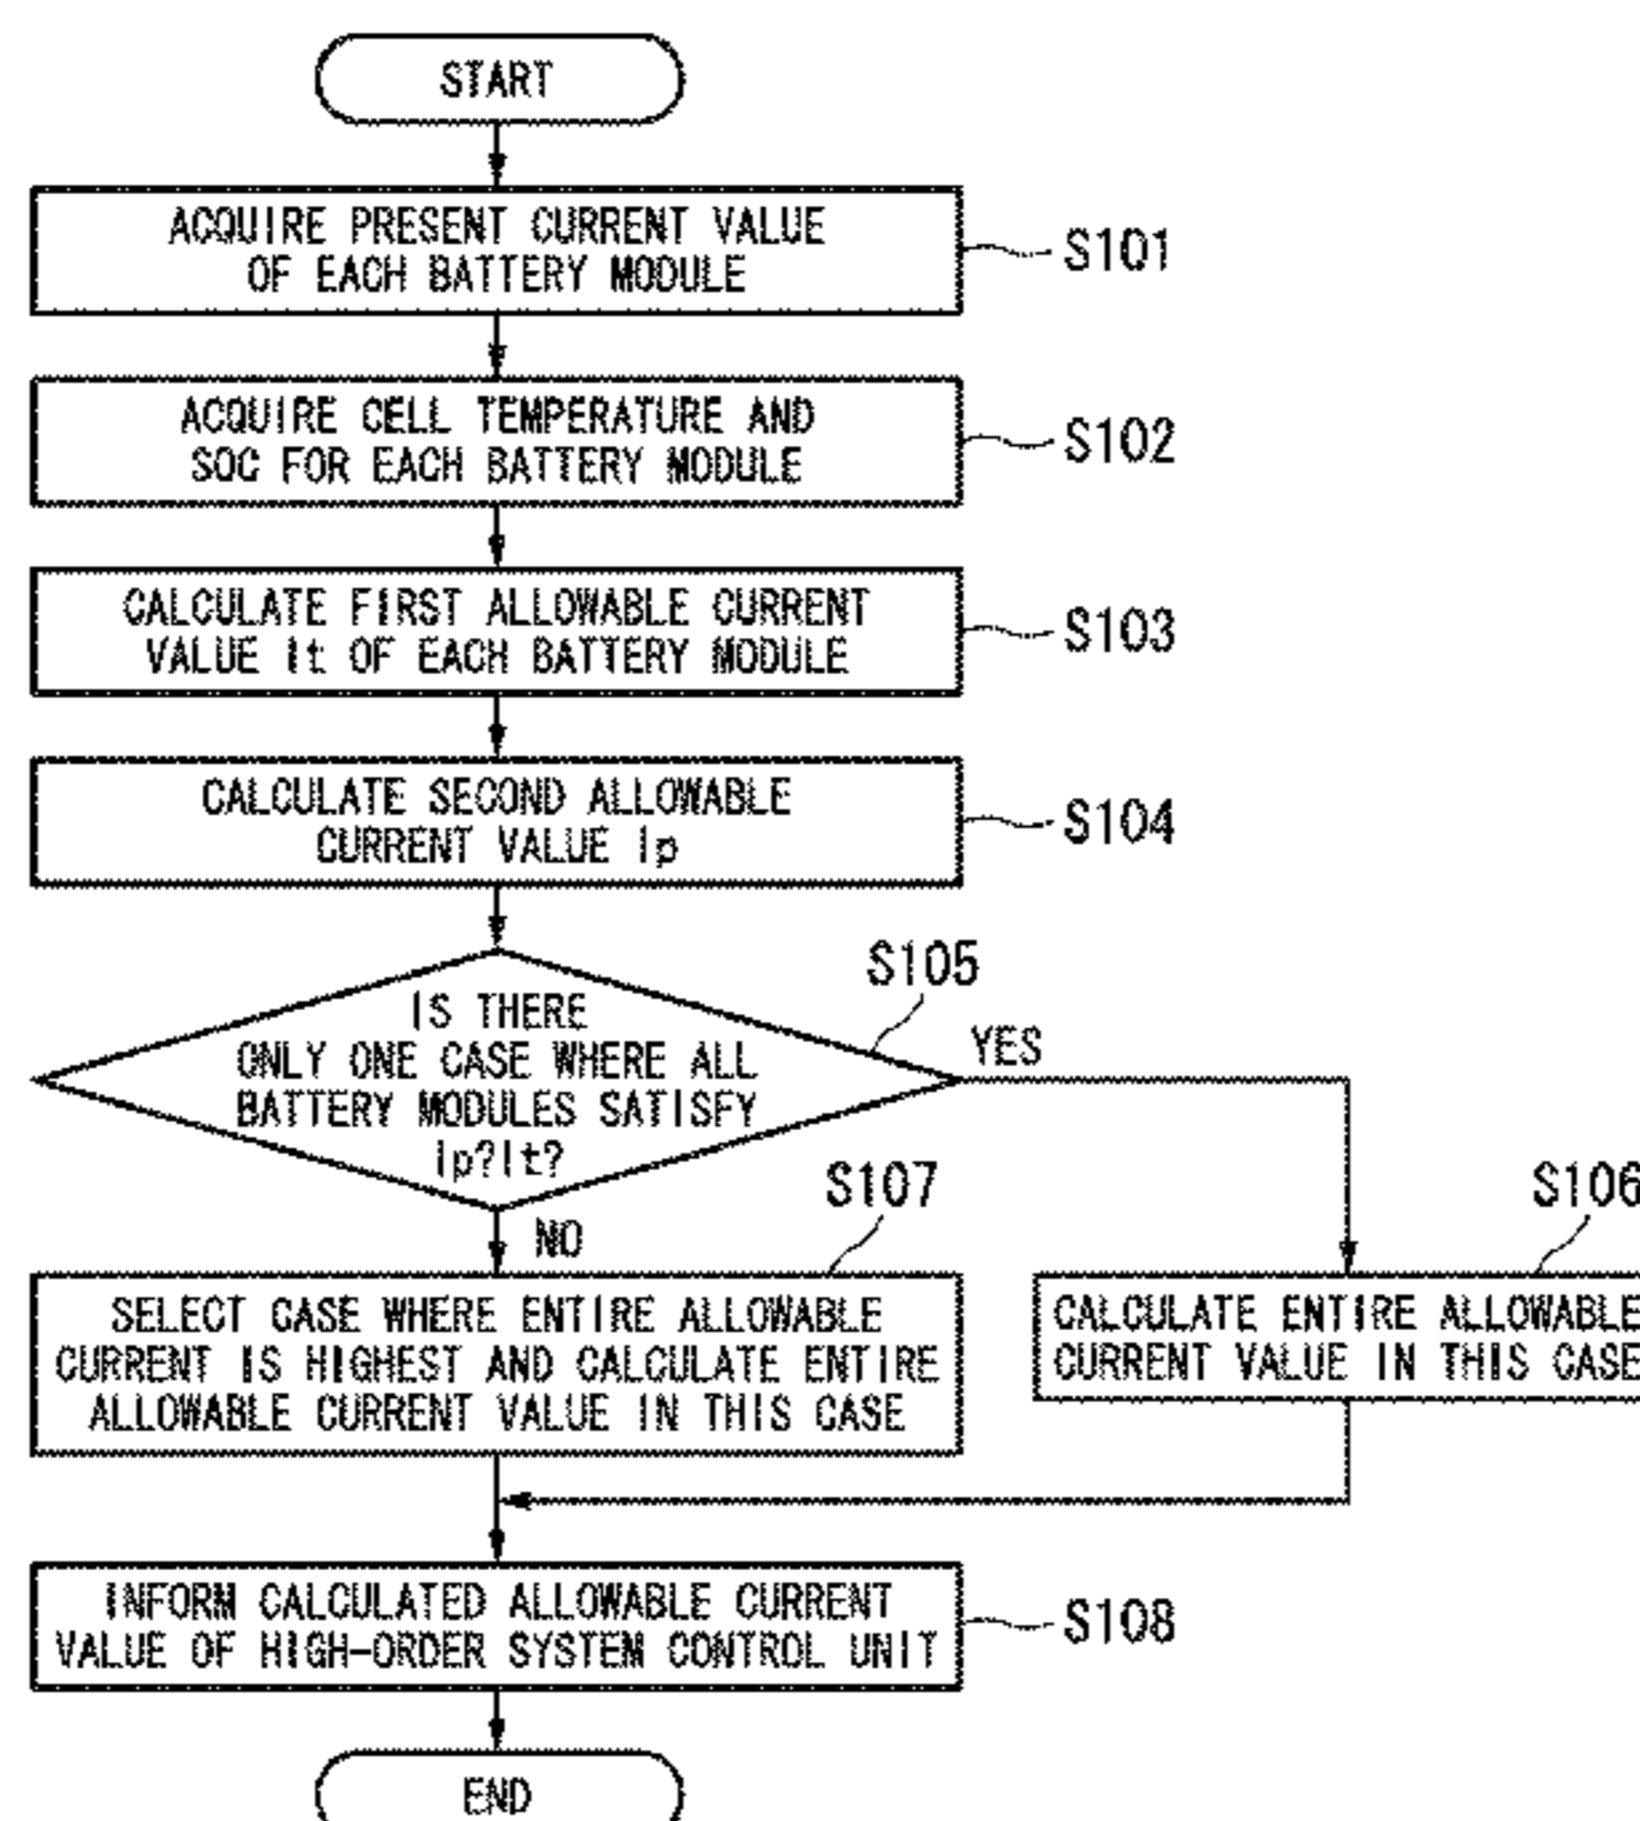 START
ACQUIRE PRESENT CURRENT VALUE
OF EACH BATTERY MODULE
S101
ACQUIRE CELL TEMPERATURE AND
SOC FOR EACH BATTERY MODULE
S102
CALCULATE FIRST ALLOWABLE CURRENT
VALUE It OF EACH BATTERY MODULE
S103
CALCULATE SECOND ALLOWABLE
CURRENT VALUE Ip
S104
S105
IS THERE
ONLY ONE CASE WHERE ALL
BATTERY MODULES SATISFY
Ip?It?
YES
NO
S107
SELECT CASE WHERE ENTIRE ALLOWABLE
CURRENT IS HIGHEST AND CALCULATE ENTIRE
ALLOWABLE CURRENT VALUE IN THIS CASE
S106
CALCULATE ENTIRE ALLOWABLE
CURRENT VALUE IN THIS CASE
INFORM CALCULATED ALLOWABLE CURRENT
VALUE OF HIGH-ORDER SYSTEM CONTROL UNIT
S108
END